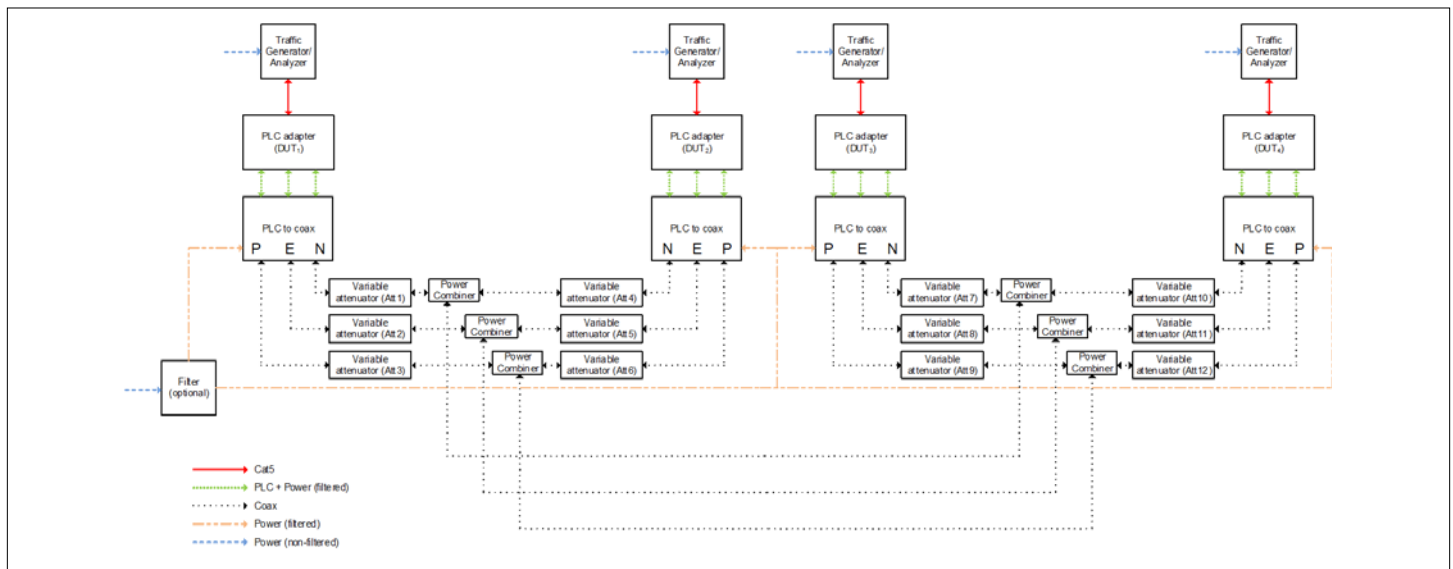 Traffic
Generator/
Analyzer
Traffic
Generator/
Analyzer
Traffic
Generator/
Analyzer
Traffic
Generator/
Analyzer
PLC adapter
(DUT₁)
PLC adapter
(DUT₂)
PLC adapter
(DUT₃)
PLC adapter
(DUT₄)
PLC to coax
P E N
PLC to coax
N E P
PLC to coax
P E N
PLC to coax
N E P
Variable
attenuator (Att1)
Power
Combiner
Variable
attenuator (Att4)
Variable
attenuator (Att7)
Power
Combiner
Variable
attenuator (Att10)
Variable
attenuator (Att2)
Power
Combiner
Variable
attenuator (Att5)
Variable
attenuator (Att8)
Power
Combiner
Variable
attenuator (Att11)
Variable
attenuator (Att3)
Power
Combiner
Variable
attenuator (Att6)
Variable
attenuator (Att9)
Power
Combiner
Variable
attenuator (Att12)
Filter
(optional)
Cat5
PLC + Power (filtered)
Coax
Power (filtered)
Power (non-filtered)